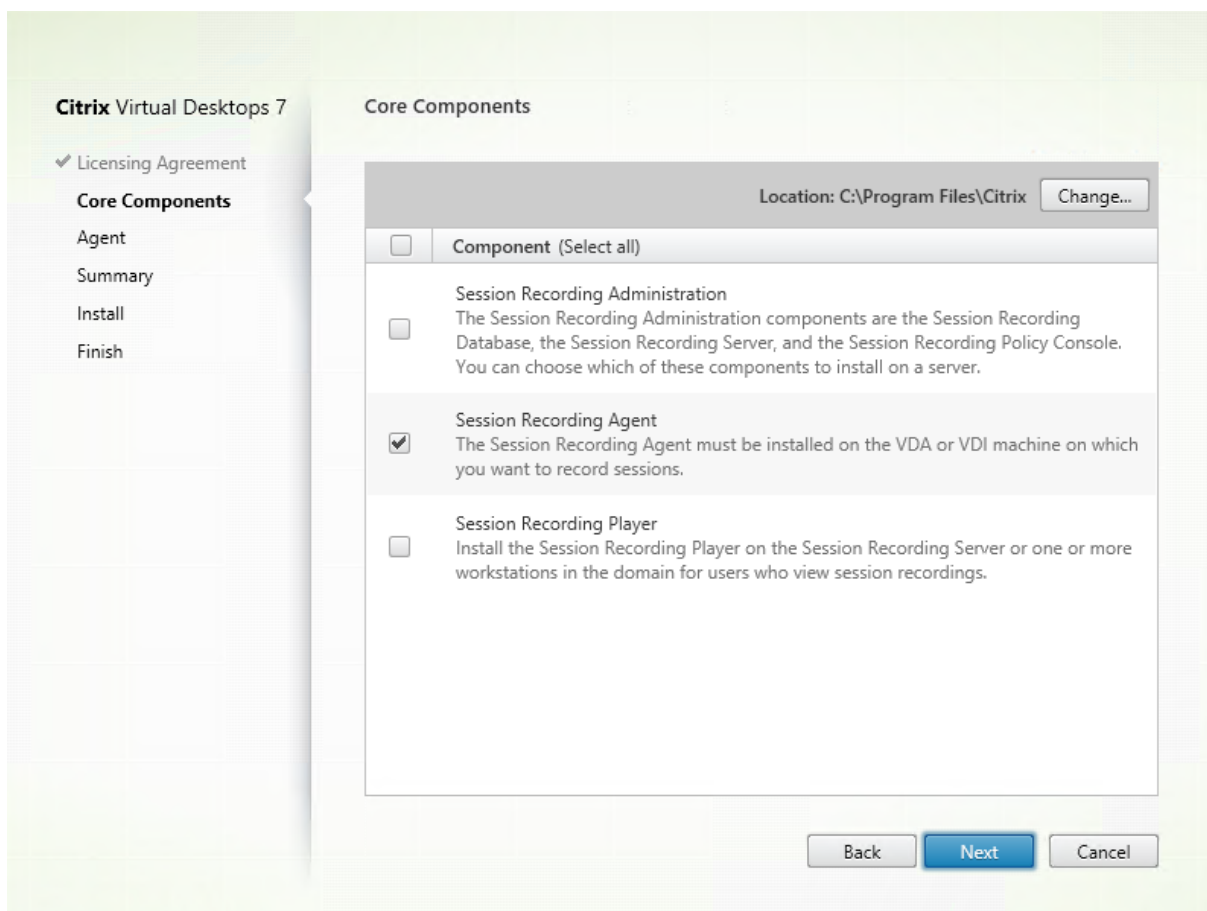 Citrix Virtual Desktops 7
Licensing Agreement
Core Components
Agent
Summary
Install
Finish
Core Components
Location: C:\Program Files\Citrix
Change...
Component (Select all)
Session Recording Administration
The Session Recording Administration components are the Session Recording
Database, the Session Recording Server, and the Session Recording Policy Console.
You can choose which of these components to install on a server.
Session Recording Agent
The Session Recording Agent must be installed on the VDA or VDI machine on which
you want to record sessions.
Session Recording Player
Install the Session Recording Player on the Session Recording Server or one or more
workstations in the domain for users who view session recordings.
Back
Next
Cancel